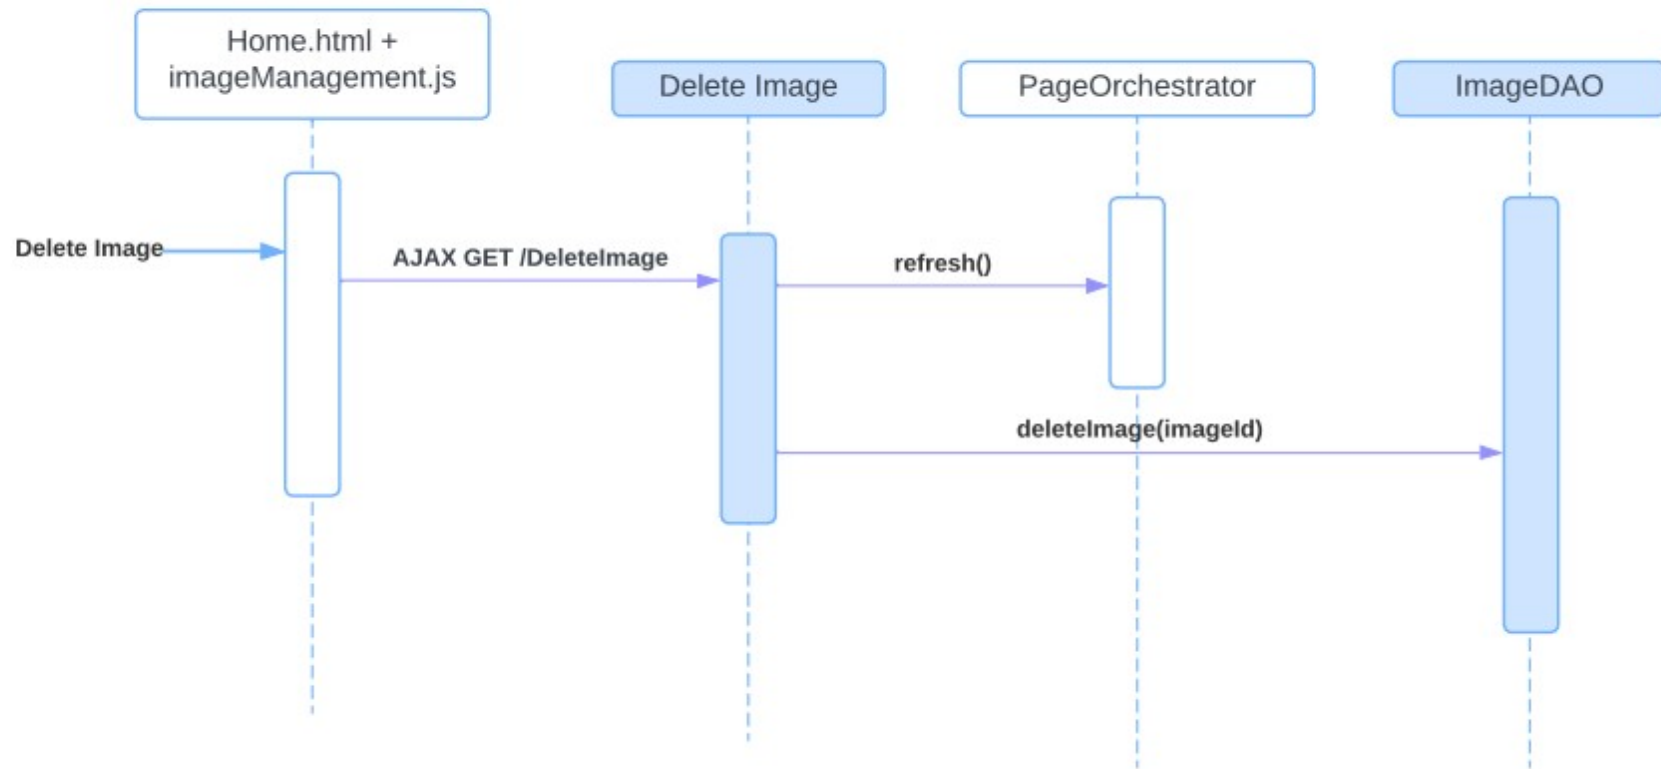 Home.html +
imageManagement.js
Delete Image
PageOrchestrator
ImageDAO
Delete Image
AJAX GET /DeleteImage
refresh()
deleteImage(imageId)